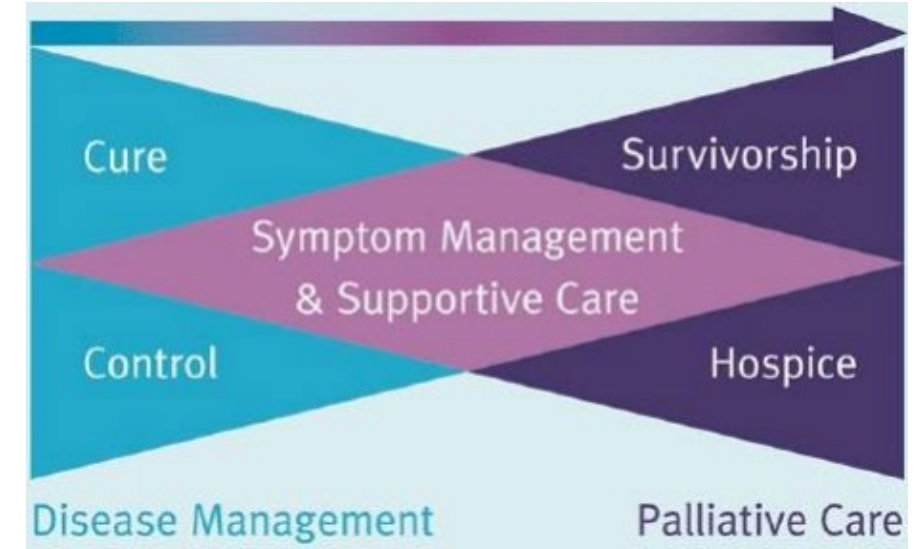 Cure
Survivorship
Symptom Management
& Supportive Care
Control
Hospice
Disease Management
Palliative Care